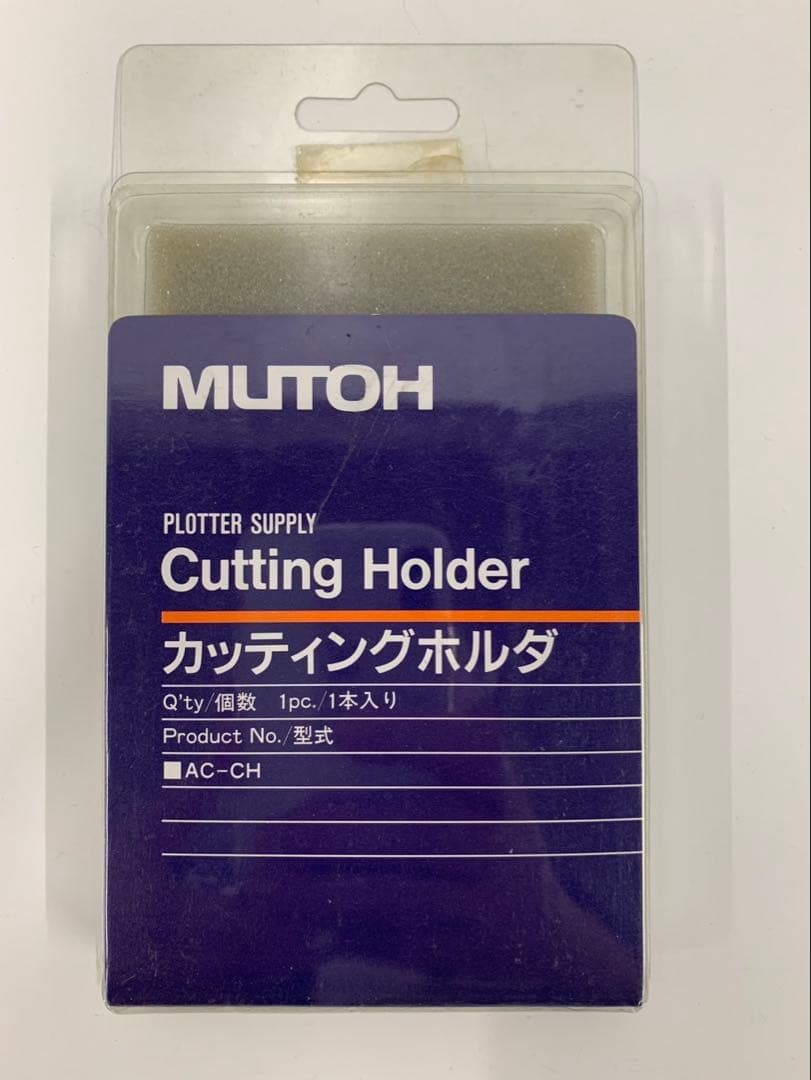 MUTOH
PLOTTER SUPPLY
Cutting Holder
カッティングホルダ
Q'ty/個数　1pc./1本入り
Product No./型式
■AC-CH